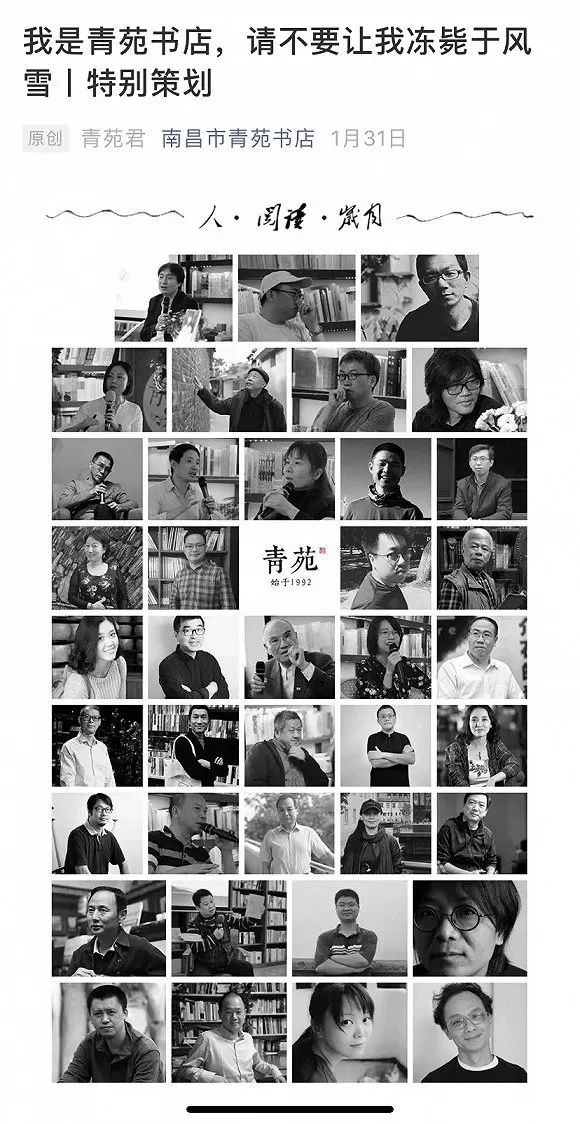 我是青苑书店，请不要让我冻毙于风
雪丨特别策划
原创 青苑君 南昌市青苑书店 1月31日
人·阅读·岁月
青苑
始于1992